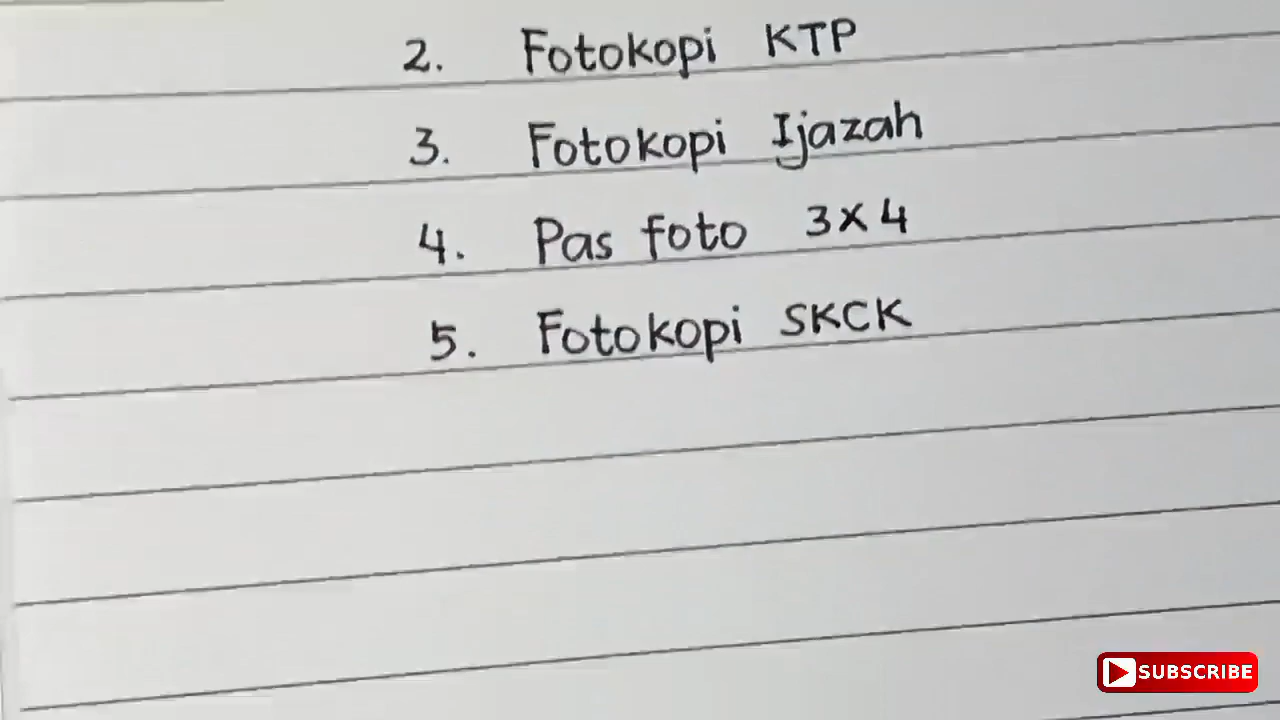 2. Fotokopi KTP
3. Fotokopi Ijazah
4. Pas foto 3x4
5. Fotokopi SKCK
SUBSCRIBE